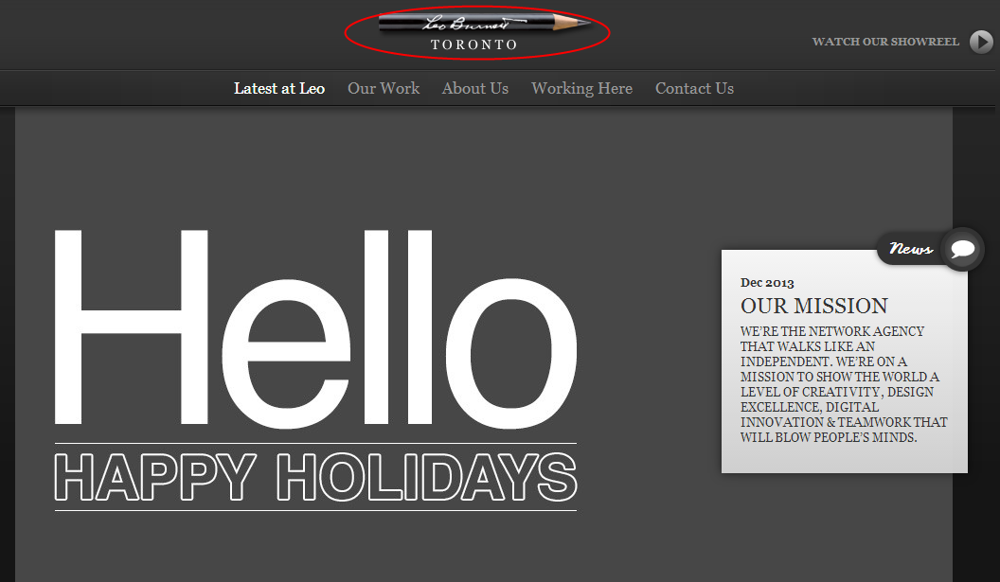 Leo Burnett
TORONTO
WATCH OUR SHOWREEL
Latest at Leo Our Work About Us Working Here Contact Us
Hello
HAPPY HOLIDAYS
News
Dec 2013
OUR MISSION
WE'RE THE NETWORK AGENCY
THAT WALKS LIKE AN
INDEPENDENT. WE'RE ON A
MISSION TO SHOW THE WORLD A
LEVEL OF CREATIVITY, DESIGN
EXCELLENCE, DIGITAL
INNOVATION & TEAMWORK THAT
WILL BLOW PEOPLE'S MINDS.